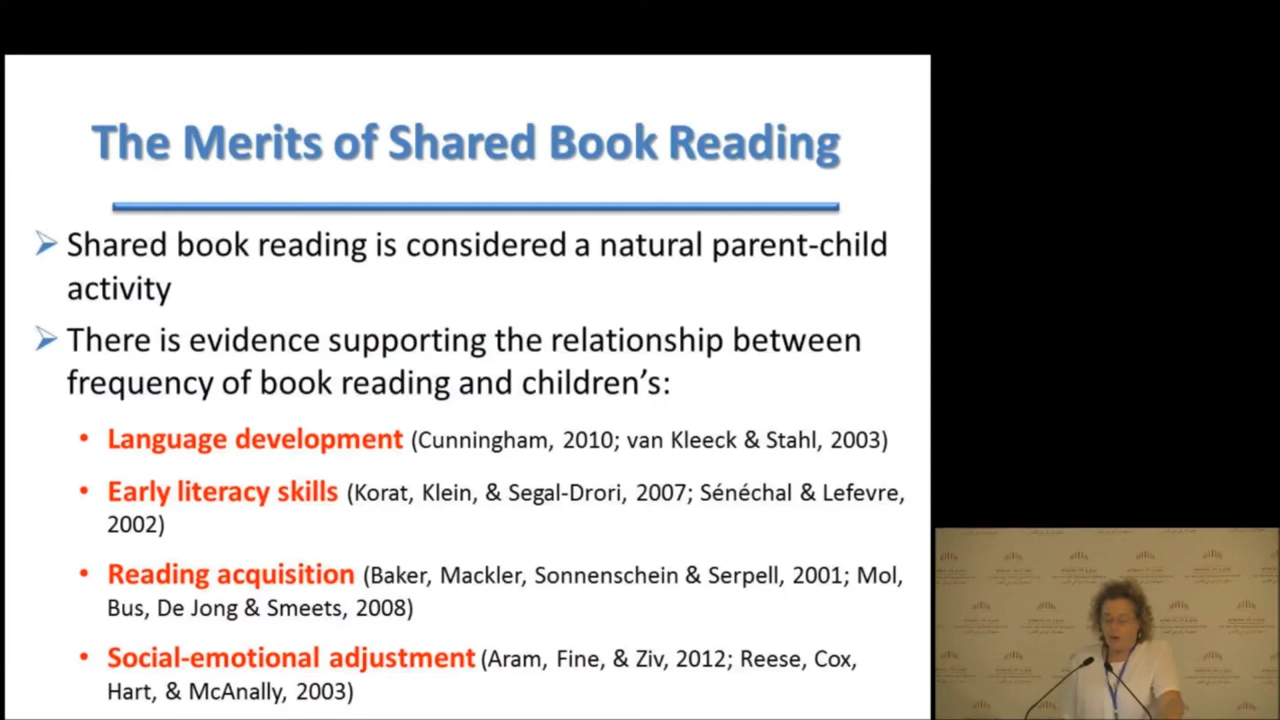 The Merits of Shared Book Reading
Shared book reading is considered a natural parent-child
activity
There is evidence supporting the relationship between
frequency of book reading and children’s:
Language development (Cunningham, 2010; van Kleeck & Stahl, 2003)
Early literacy skills (Korat, Klein, & Segal-Drori, 2007; Sénéchal & Lefevre,
2002)
Reading acquisition (Baker, Mackler, Sonnenschein & Serpell, 2001; Mol,
Bus, De Jong & Smeets, 2008)
Social-emotional adjustment (Aram, Fine, & Ziv, 2012; Reese, Cox,
Hart, & McAnally, 2003)